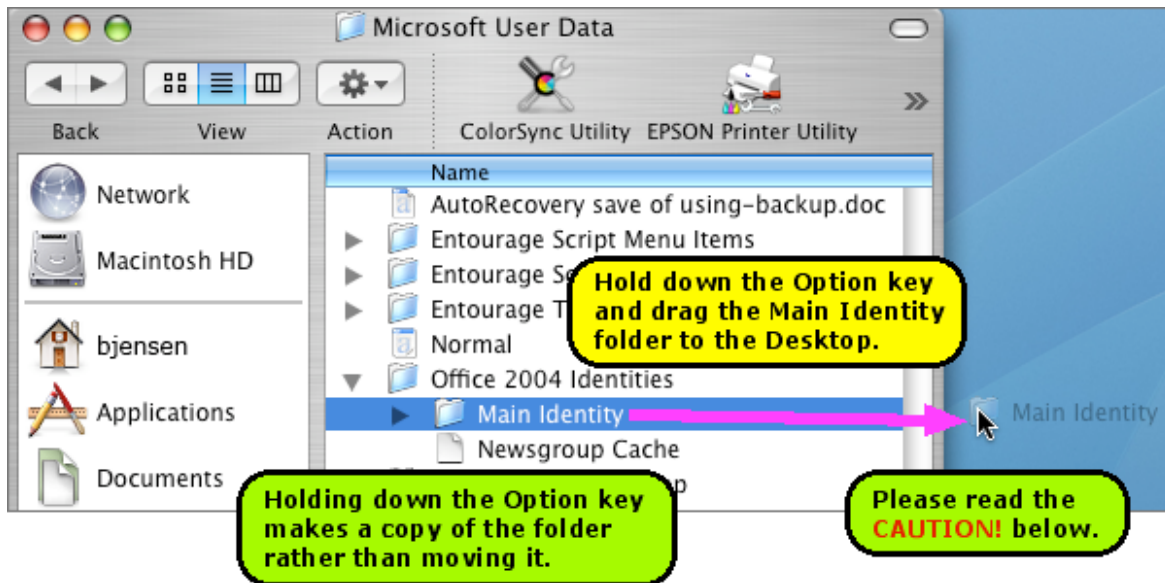 Microsoft User Data
Back View Action ColorSync Utility EPSON Printer Utility
Network
Macintosh HD
bjensen
Applications
Documents
Name
AutoRecovery save of using-backup.doc
Entourage Script Menu Items
Entourage
Entourage
Normal
Office 2004 Identities
Main Identity
Newsgroup Cache
Hold down the Option key
and drag the Main Identity
folder to the Desktop.
Main Identity
Holding down the Option key
makes a copy of the folder
rather than moving it.
Please read the
CAUTION! below.